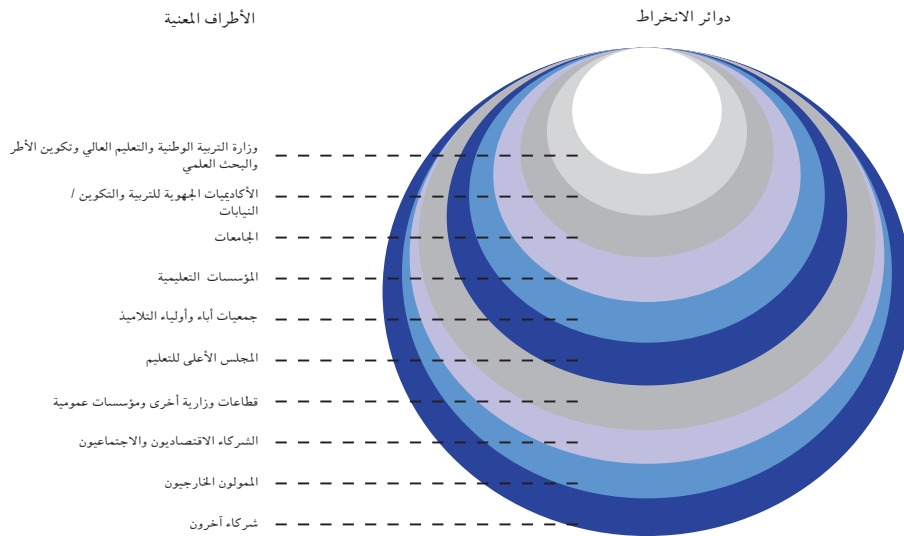 دوائر الانخراط
الأطراف المعنية
وزارة التربية الوطنية والتعليم العالي وتكوين الأطر
والبحث العلمي
الأكاديميات الجهوية للتربية والتكوين /
النيابات
الجامعات
المؤسسات التعليمية
جمعيات أباء وأولياء التلاميذ
المجلس الأعلى للتعليم
قطاعات وزارية أخرى ومؤسسات عمومية
الشركاء الاقتصاديون والاجتماعيون
الممولون الخارجيون
شركاء آخرون